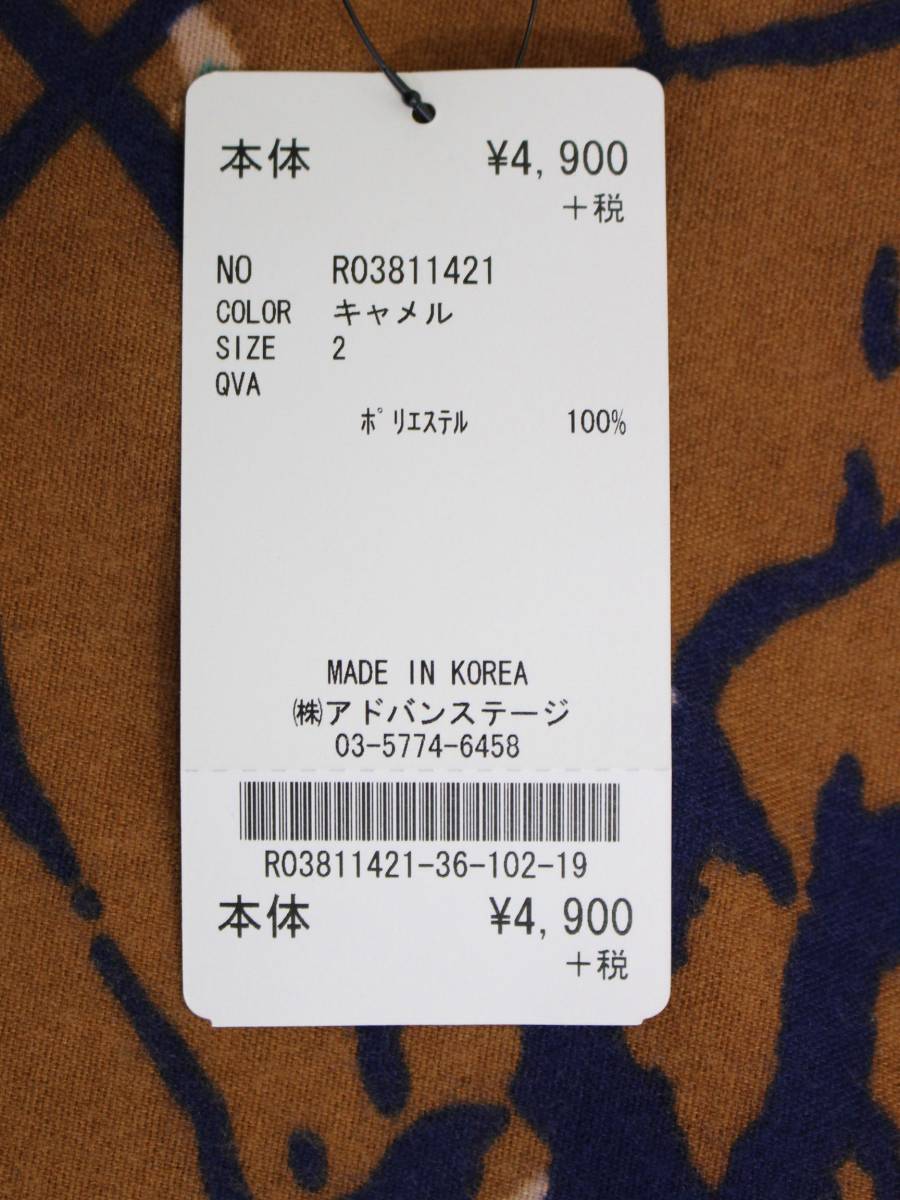 本体 ¥4,900
+税
NO RO3811421
COLOR キャメル
SIZE 2
QVA
ﾎﾟﾘｴｽﾃﾙ 100%
MADE IN KOREA
㈱アドバンステージ
03-5774-6458
RO3811421-36-102-19
本体 ¥4,900
+税